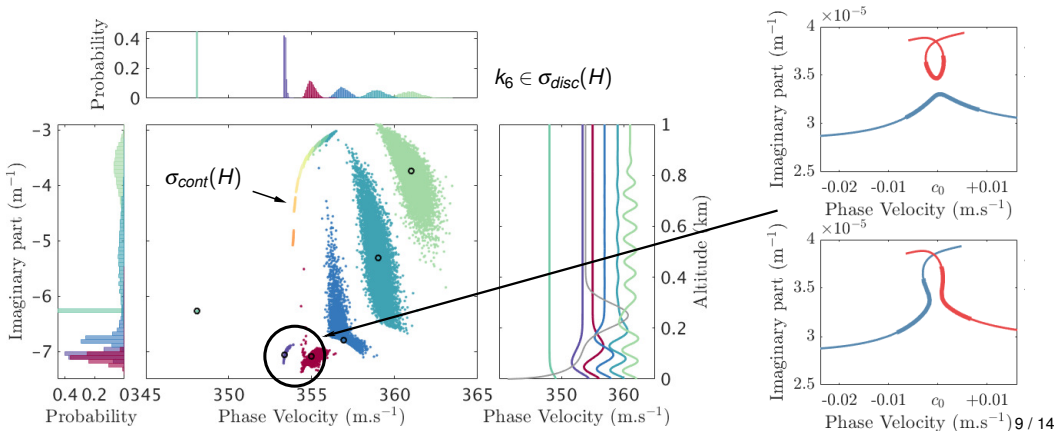 Probability
0.4
0.2
0
k₆ ∈ σ_disc(H)
Imaginary part (m⁻¹)
−3
−4
−5
−6
−7
σ_cont(H)
0.4 0.2
Probability
345 350 355 360 365
Phase Velocity (m.s⁻¹)
1
0.8
0.6
0.4
0.2
0
Altitude (km)
350 360
Phase Velocity (m.s⁻¹)
×10⁻⁵
Imaginary part (m⁻¹)
4
3.5
3
2.5
-0.02 -0.01 c₀ +0.01
Phase Velocity (m.s⁻¹)
×10⁻⁵
Imaginary part (m⁻¹)
4
3.5
3
2.5
-0.02 -0.01 c₀ +0.01
Phase Velocity (m.s⁻¹)
9 / 14